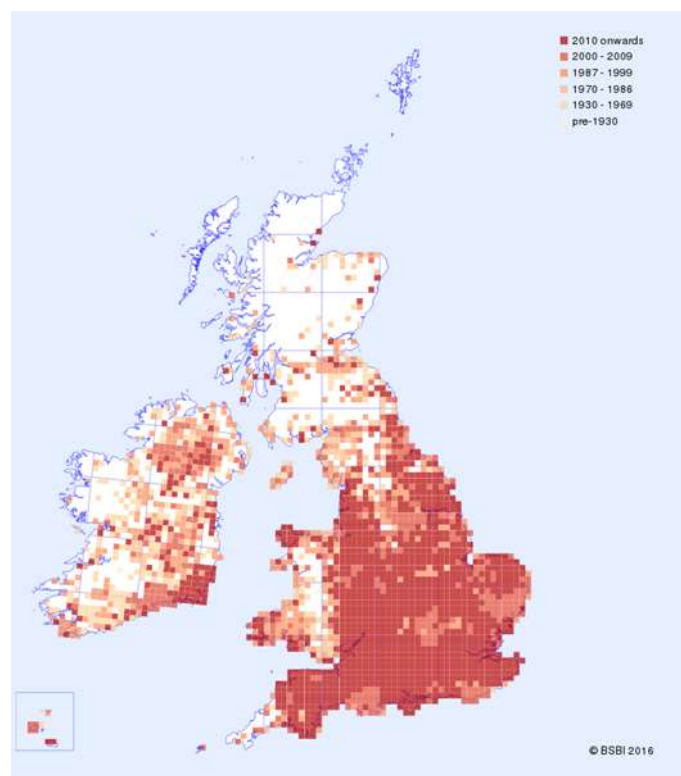 2010 onwards
2000 - 2009
1987 - 1999
1970 - 1986
1930 - 1969
pre-1930
© BSBI 2016